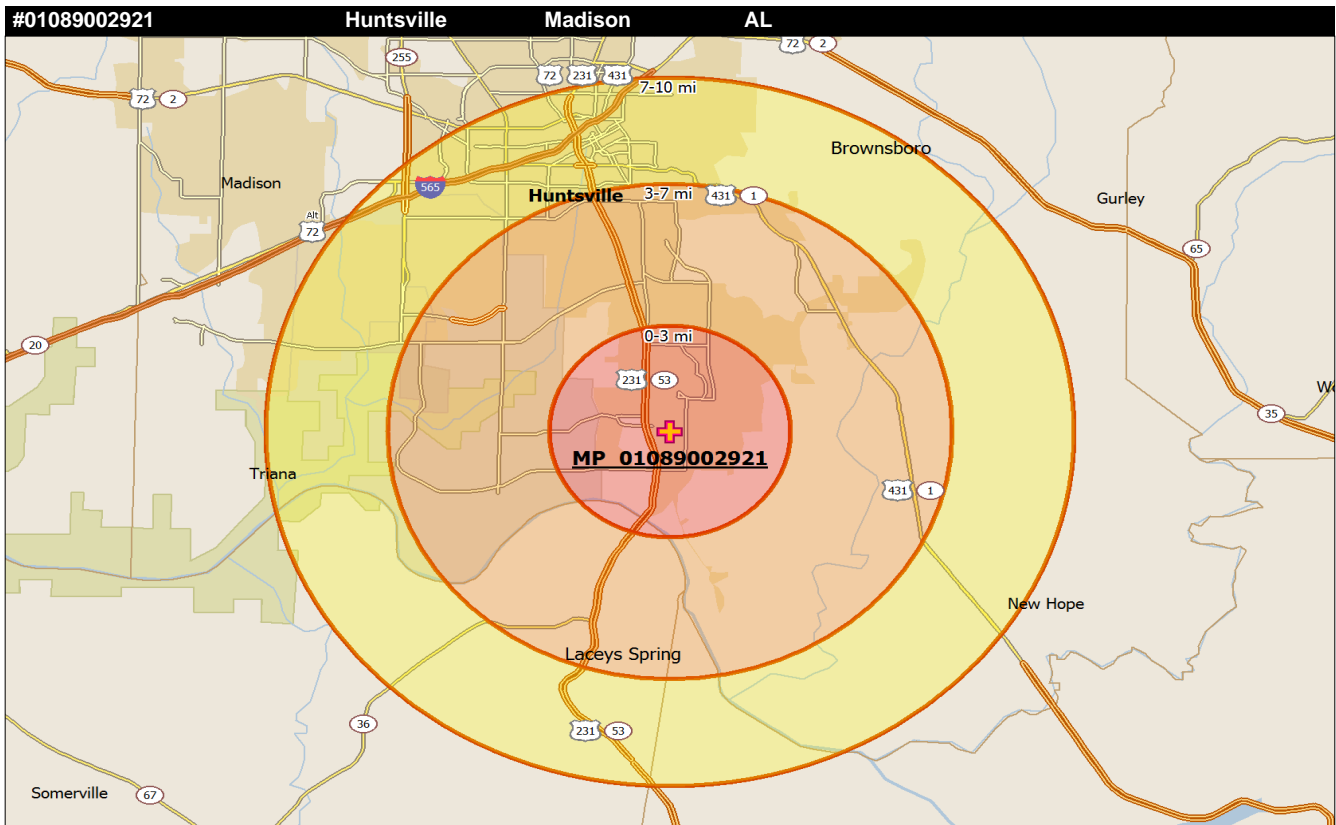 #01089002921 Huntsville Madison AL
72 2
255
72 231 431
7-10 mi
72 2
Brownsboro
Madison
565
Huntsville
3-7 mi
431 1
Gurley
Alt
72
65
20
0-3 mi
231 53
35
MP 01089002921
Triana
431 1
New Hope
Laceys Spring
36
231 53
Somerville
67